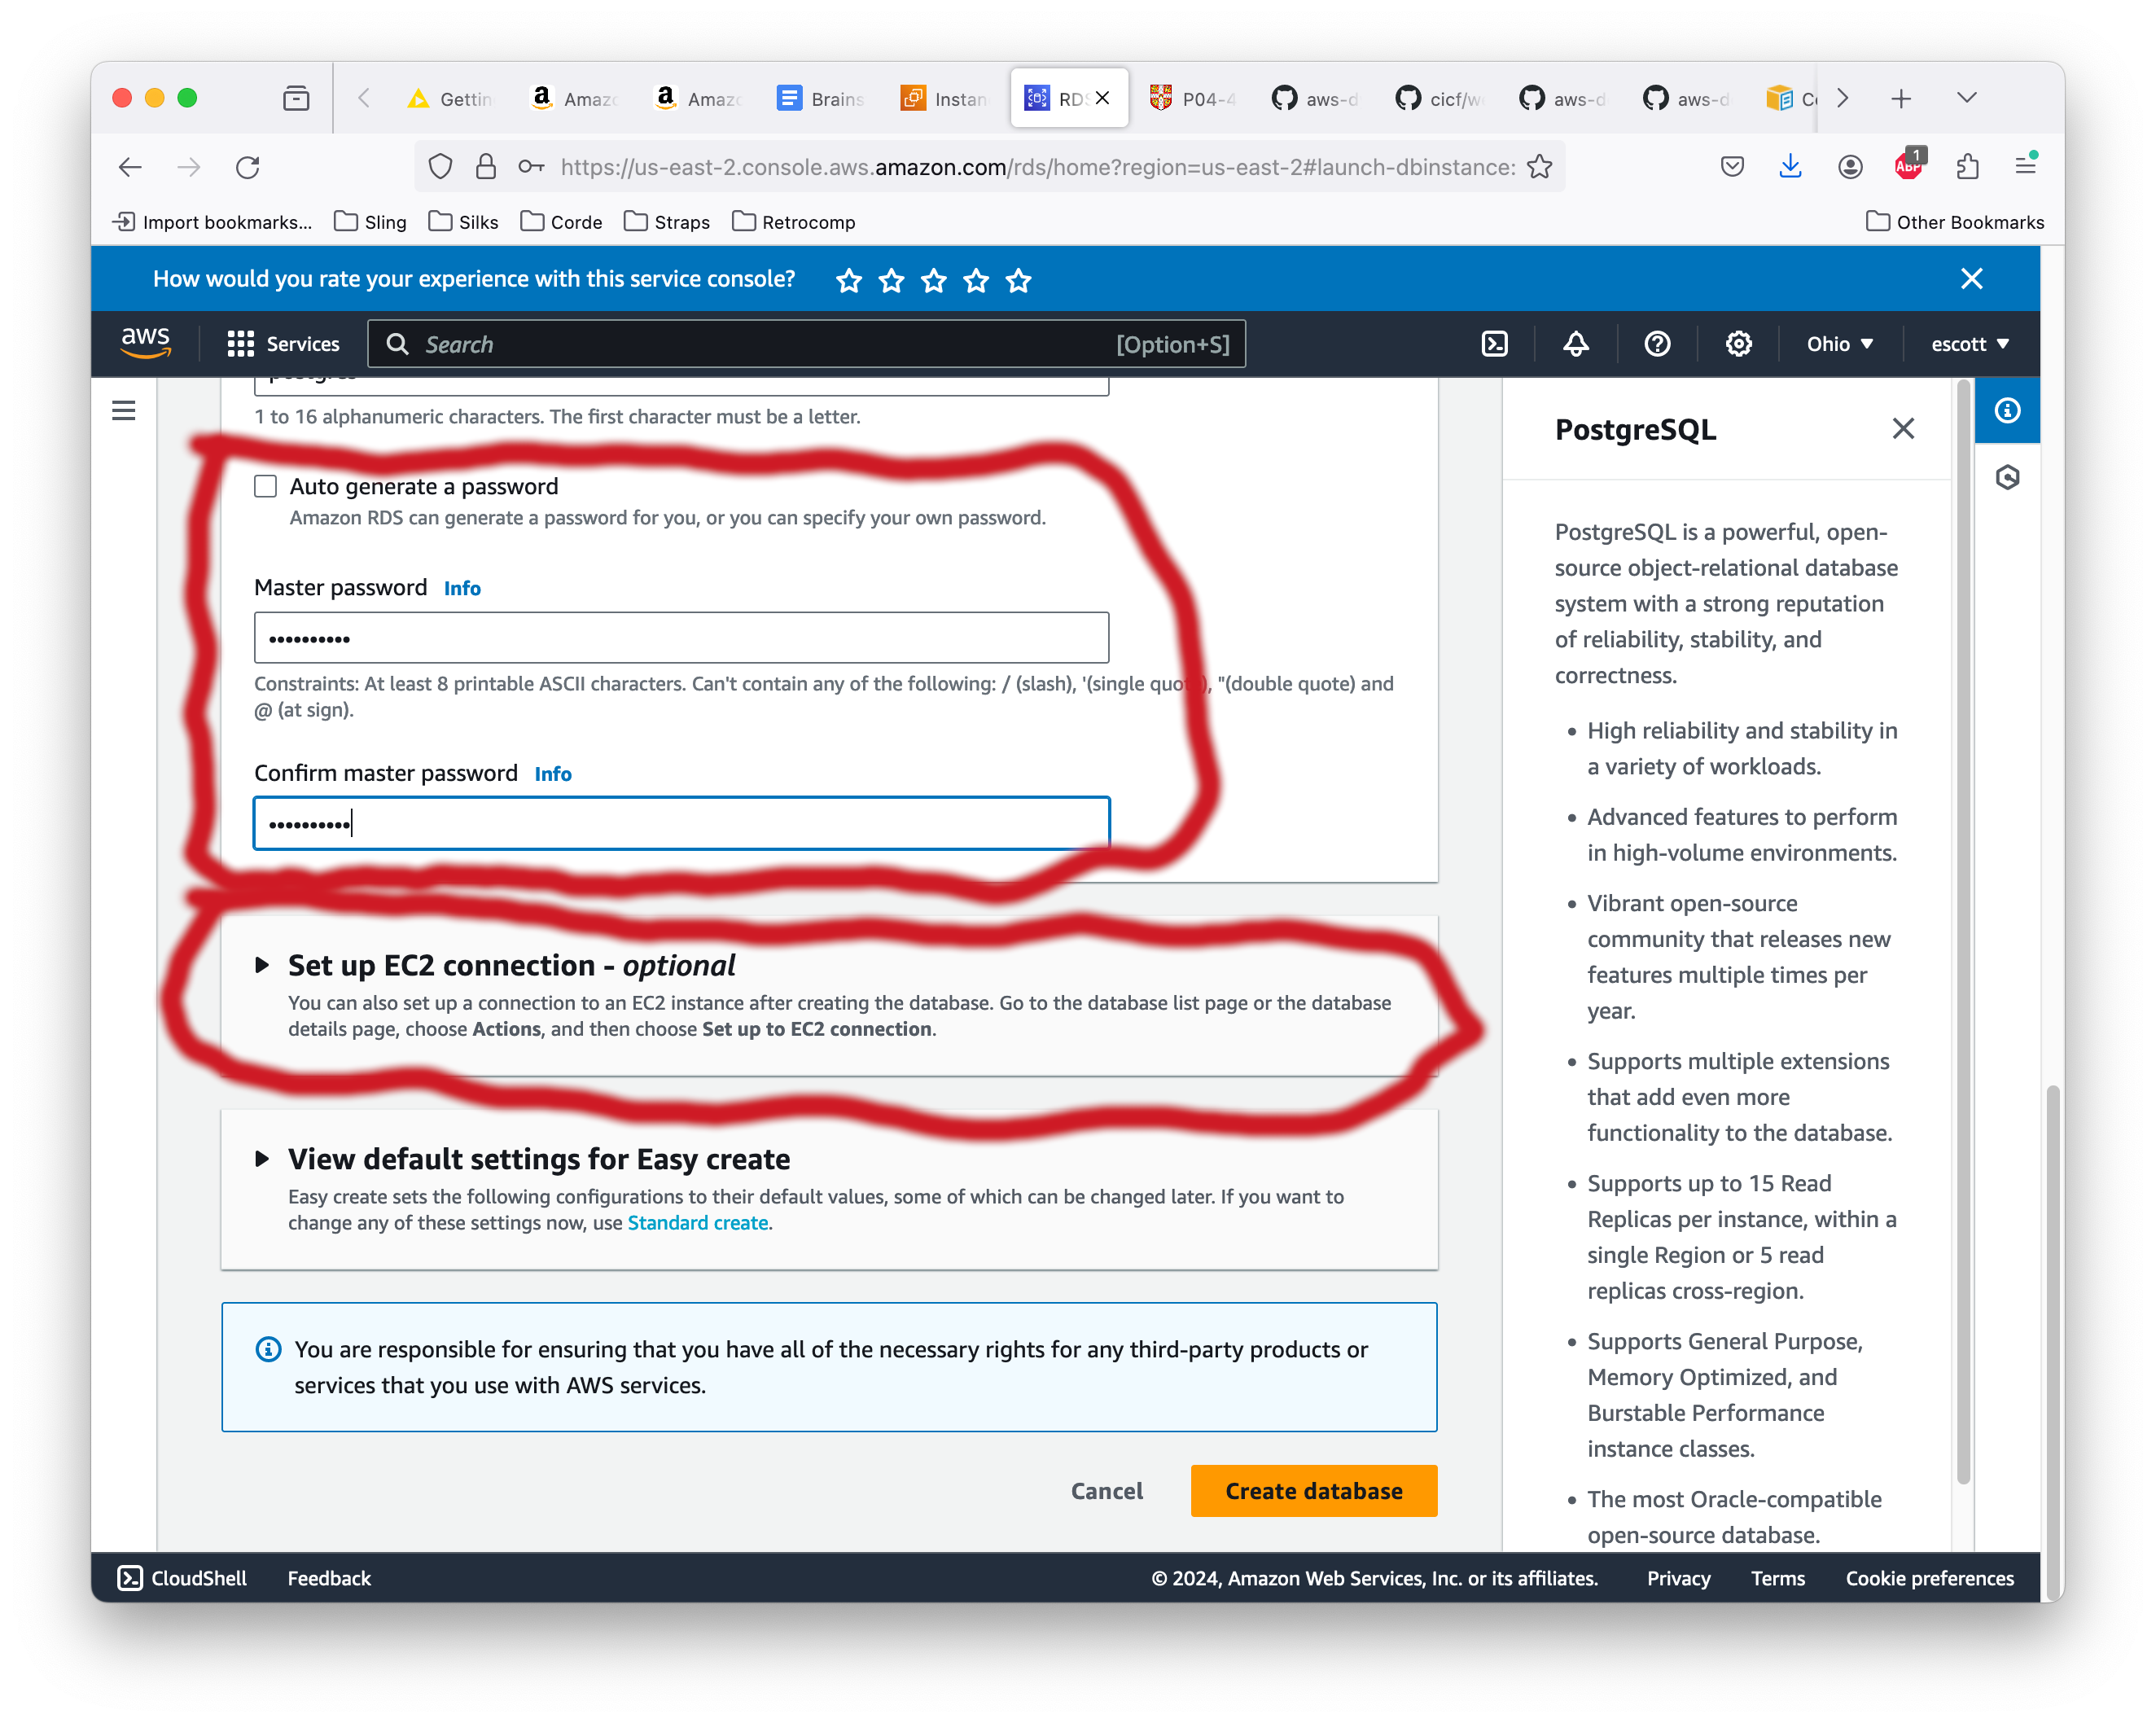 Gettin
Amazo
Amazo
Brains
Instan
RDS
P04-4
aws-d
cicf/w
aws-d
aws-d
https://us-east-2.console.aws.amazon.com/rds/home?region=us-east-2#launch-dbinstance:
1
ABP
Import bookmarks...
Sling
Silks
Corde
Straps
Retrocomp
Other Bookmarks
How would you rate your experience with this service console?
aws
Services
Search
[Option+S]
Ohio
escott
postgres
1 to 16 alphanumeric characters. The first character must be a letter.
Auto generate a password
Amazon RDS can generate a password for you, or you can specify your own password.
Master password Info
••••••••••
Constraints: At least 8 printable ASCII characters. Can't contain any of the following: / (slash), '(single quote), "(double quote) and
@ (at sign).
Confirm master password Info
••••••••••
Set up EC2 connection - optional
You can also set up a connection to an EC2 instance after creating the database. Go to the database list page or the database
details page, choose Actions, and then choose Set up to EC2 connection.
View default settings for Easy create
Easy create sets the following configurations to their default values, some of which can be changed later. If you want to
change any of these settings now, use Standard create.
You are responsible for ensuring that you have all of the necessary rights for any third-party products or
services that you use with AWS services.
Cancel
Create database
PostgreSQL
PostgreSQL is a powerful, open-
source object-relational database
system with a strong reputation
of reliability, stability, and
correctness.
• High reliability and stability in
a variety of workloads.
• Advanced features to perform
in high-volume environments.
• Vibrant open-source
community that releases new
features multiple times per
year.
• Supports multiple extensions
that add even more
functionality to the database.
• Supports up to 15 Read
Replicas per instance, within a
single Region or 5 read
replicas cross-region.
• Supports General Purpose,
Memory Optimized, and
Burstable Performance
instance classes.
• The most Oracle-compatible
open-source database.
CloudShell
Feedback
© 2024, Amazon Web Services, Inc. or its affiliates.
Privacy
Terms
Cookie preferences